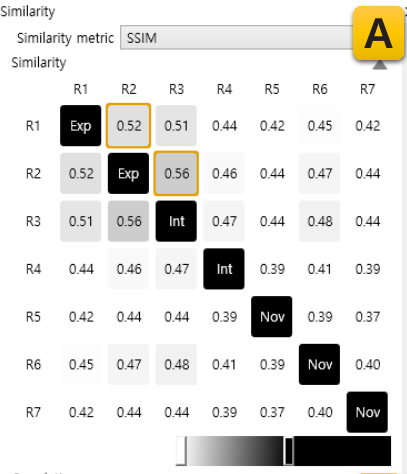 Similarity
Similarity metric SSIM
A
Similarity
R1 R2 R3 R4 R5 R6 R7
R1 Exp 0.52 0.51 0.44 0.42 0.45 0.42
R2 0.52 Exp 0.56 0.46 0.44 0.47 0.44
R3 0.51 0.56 Int 0.47 0.44 0.48 0.44
R4 0.44 0.46 0.47 Int 0.39 0.41 0.39
R5 0.42 0.44 0.44 0.39 Nov 0.39 0.37
R6 0.45 0.47 0.48 0.41 0.39 Nov 0.40
R7 0.42 0.44 0.44 0.39 0.37 0.40 Nov